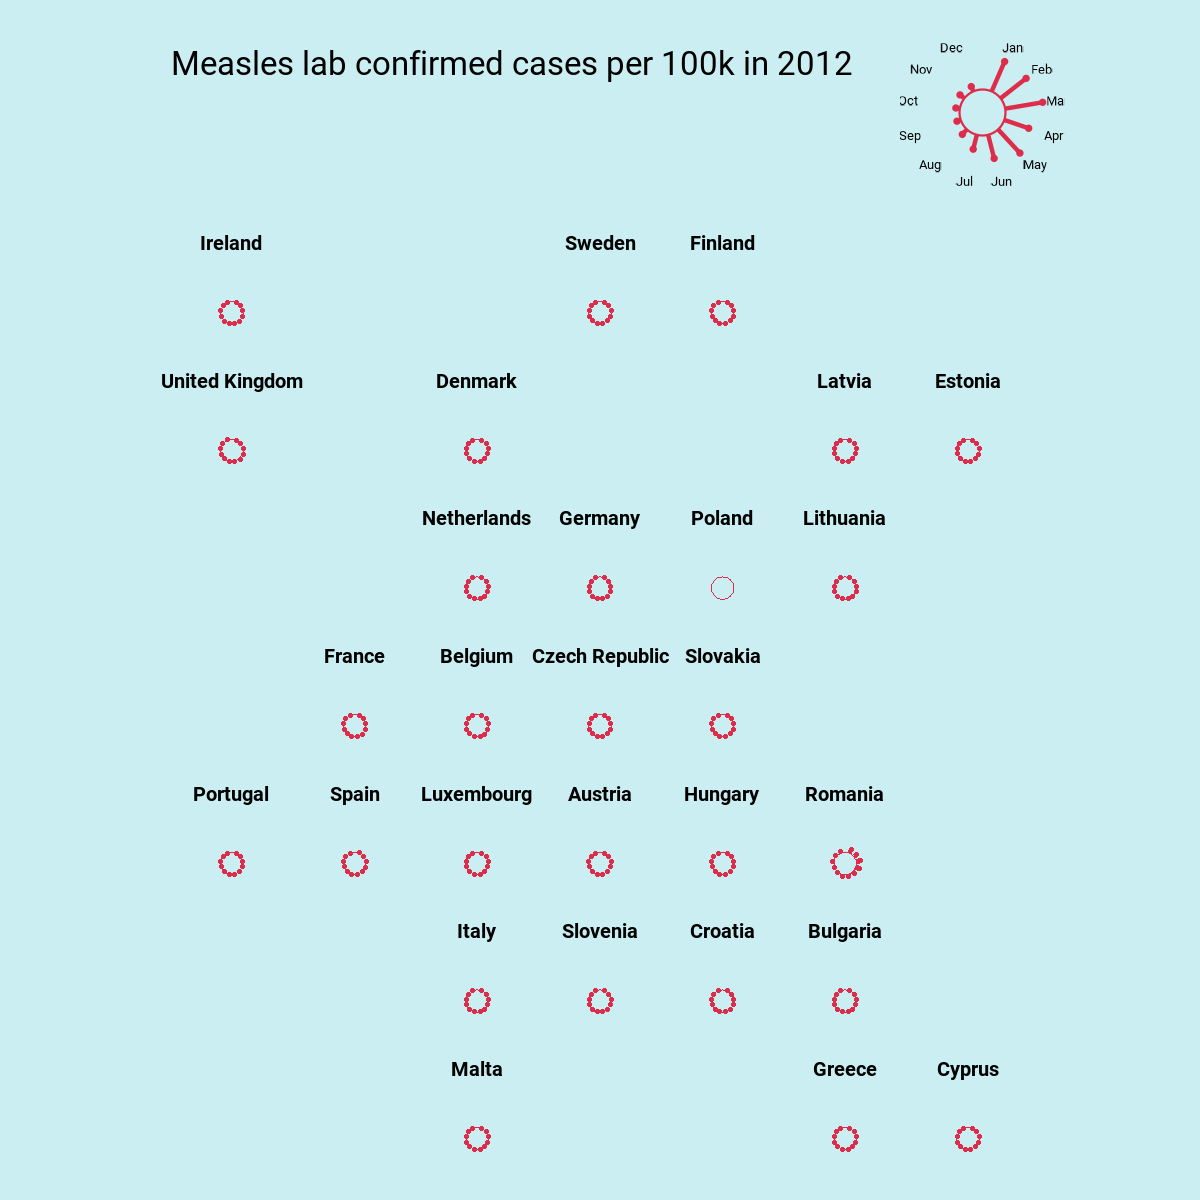 Measles lab confirmed cases per 100k in 2012
Dec
Jan
Nov
Feb
Oct
Mar
Sep
Apr
Aug
May
Jul
Jun
Ireland
Sweden
Finland
United Kingdom
Denmark
Latvia
Estonia
Netherlands
Germany
Poland
Lithuania
France
Belgium
Czech Republic
Slovakia
Portugal
Spain
Luxembourg
Austria
Hungary
Romania
Italy
Slovenia
Croatia
Bulgaria
Malta
Greece
Cyprus